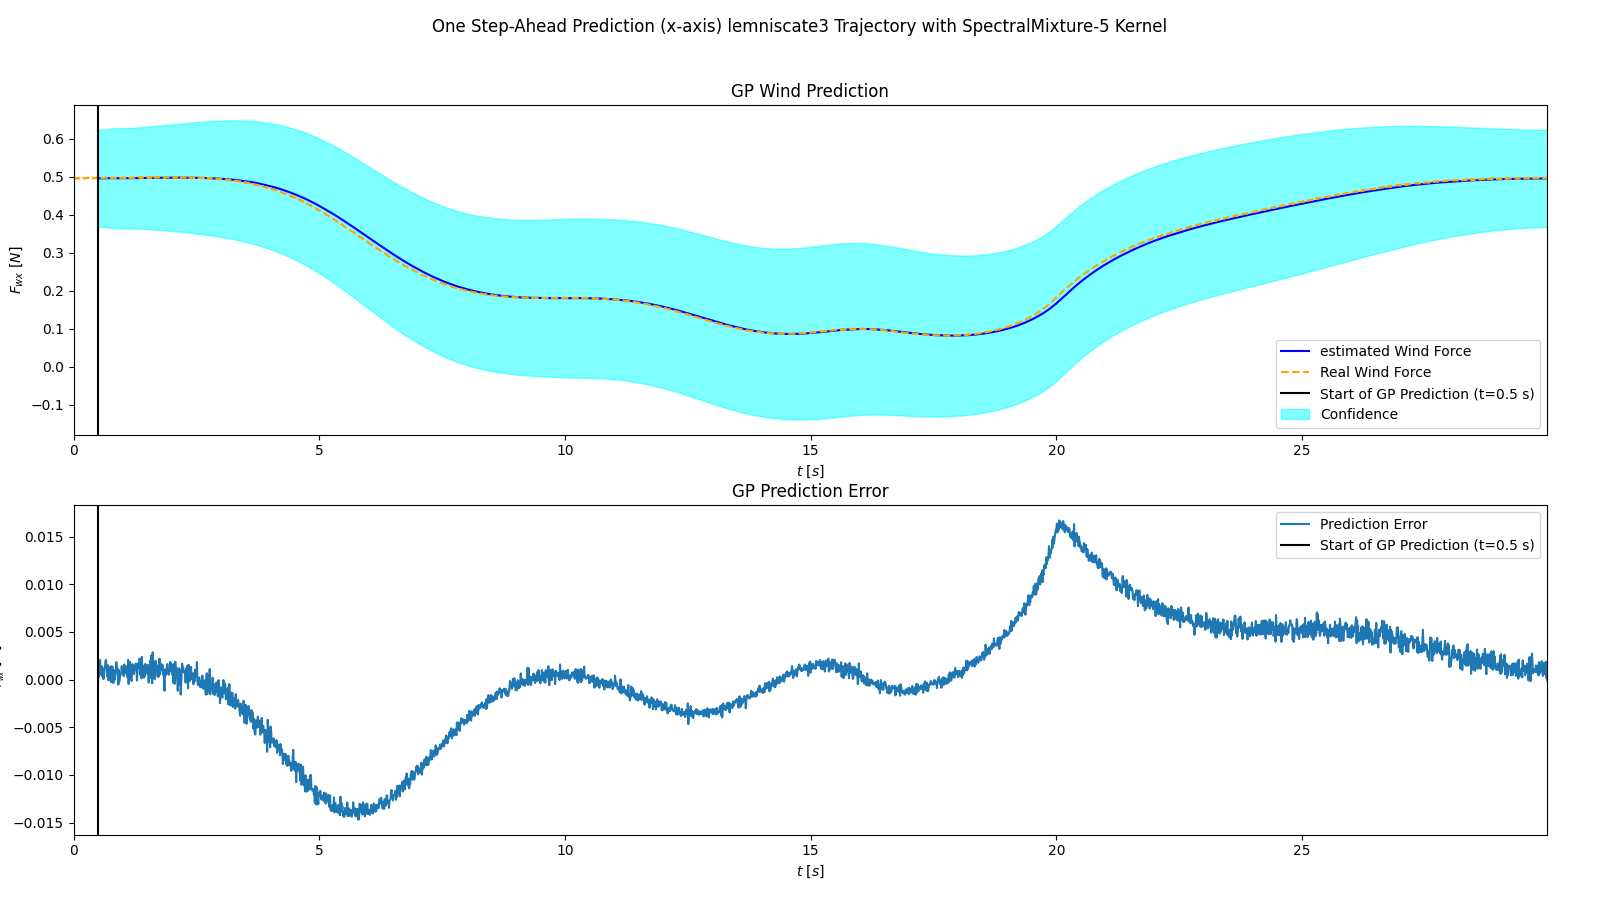 One Step-Ahead Prediction (x-axis) lemniscate3 Trajectory with SpectralMixture-5 Kernel
GP Wind Prediction
0.6
0.5
0.4
0.3
0.2
0.1
0.0
−0.1
F_wx [N]
estimated Wind Force
Real Wind Force
Start of GP Prediction (t=0.5 s)
Confidence
0 5 10 15 20 25
t [s]
GP Prediction Error
0.015
0.010
0.005
0.000
−0.005
−0.010
−0.015
Prediction Error
Start of GP Prediction (t=0.5 s)
0 5 10 15 20 25
t [s]